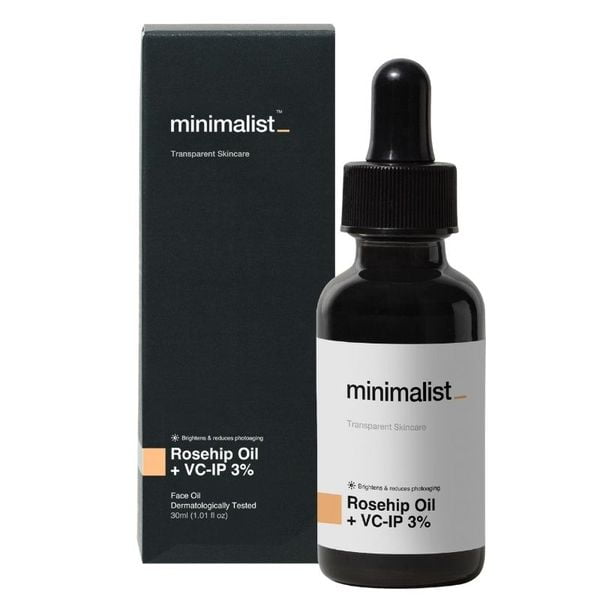 minimalist_™
Transparent Skincare
Brightens & reduces photoaging
Rosehip Oil
+ VC-IP 3%
Face Oil
Dermatologically Tested
30ml (1.01 fl oz)
minimalist_
Transparent Skincare
Brightens & reduces photoaging
Rosehip Oil
+ VC-IP 3%